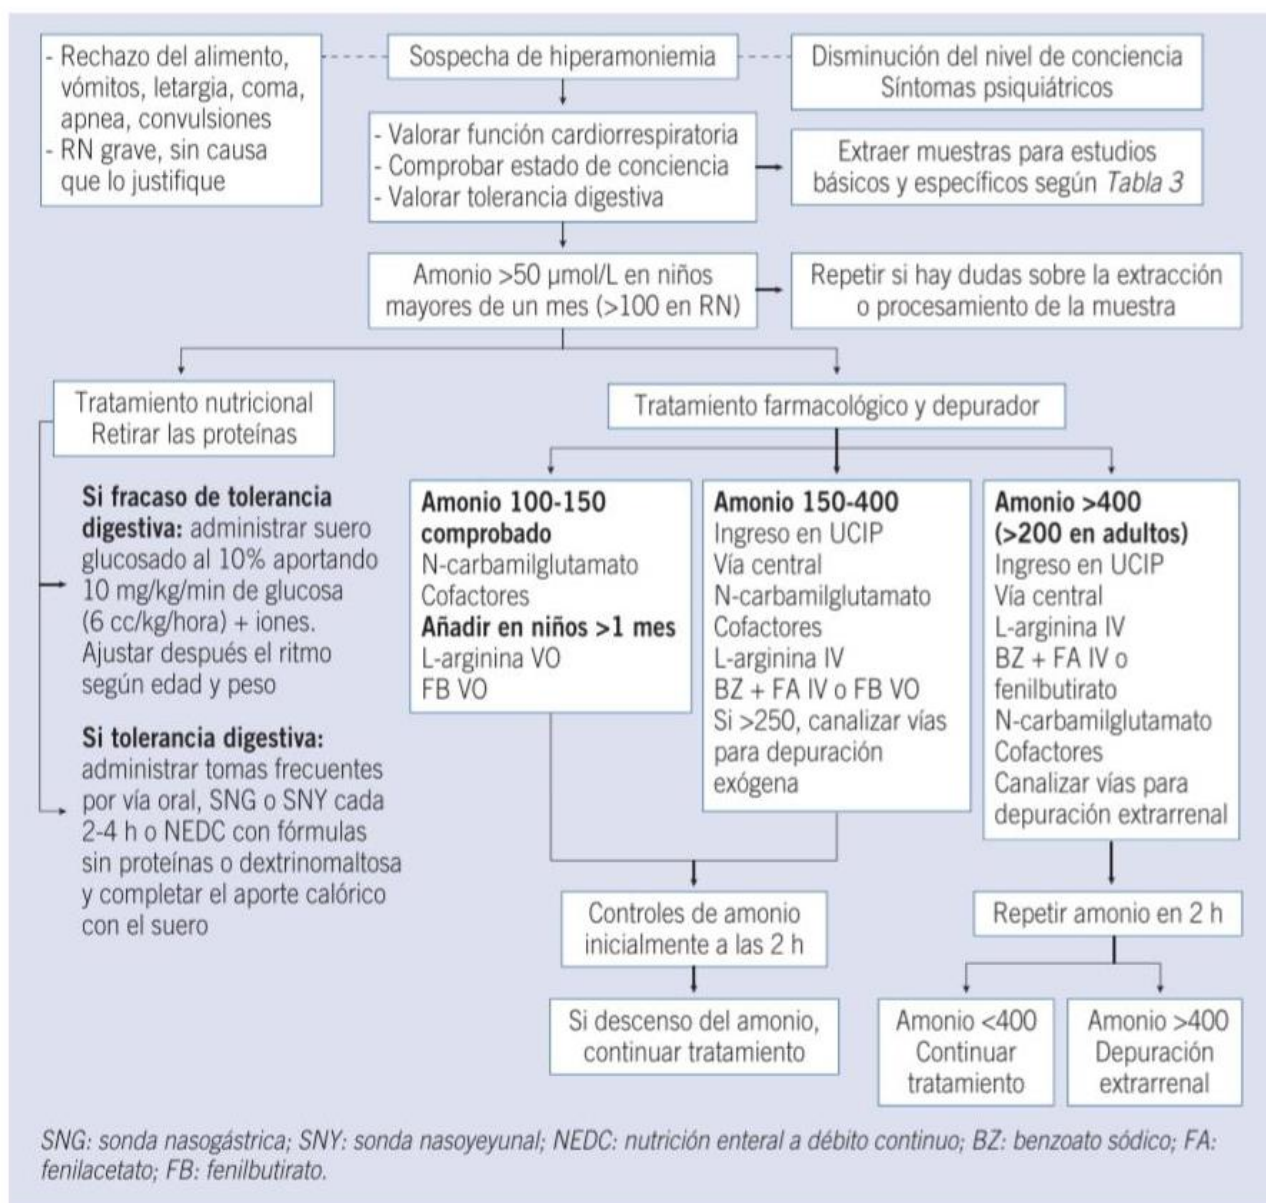 - Rechazo del alimento,
vómitos, letargia, coma,
apnea, convulsiones
- RN grave, sin causa
que lo justifique
Sospecha de hiperamoniemia
Disminución del nivel de conciencia
Síntomas psiquiátricos
- Valorar función cardiorrespiratoria
- Comprobar estado de conciencia
- Valorar tolerancia digestiva
Extraer muestras para estudios
básicos y específicos según Tabla 3
Amonio >50 µmol/L en niños
mayores de un mes (>100 en RN)
Repetir si hay dudas sobre la extracción
o procesamiento de la muestra
Tratamiento nutricional
Retirar las proteínas
Tratamiento farmacológico y depurador
Si fracaso de tolerancia
digestiva: administrar suero
glucosado al 10% aportando
10 mg/kg/min de glucosa
(6 cc/kg/hora) + iones.
Ajustar después el ritmo
según edad y peso
Si tolerancia digestiva:
administrar tomas frecuentes
por vía oral, SNG o SNY cada
2-4 h o NEDC con fórmulas
sin proteínas o dextrinomaltosa
y completar el aporte calórico
con el suero
Amonio 100-150
comprobado
N-carbamilglutamato
Cofactores
Añadir en niños >1 mes
L-arginina VO
FB VO
Amonio 150-400
Ingreso en UCIP
Vía central
N-carbamilglutamato
Cofactores
L-arginina IV
BZ + FA IV o FB VO
Si >250, canalizar vías
para depuración
exógena
Amonio >400
(>200 en adultos)
Ingreso en UCIP
Vía central
L-arginina IV
BZ + FA IV o
fenilbutirato
N-carbamilglutamato
Cofactores
Canalizar vías para
depuración extrarrenal
Controles de amonio
inicialmente a las 2 h
Si descenso del amonio,
continuar tratamiento
Repetir amonio en 2 h
Amonio <400
Continuar
tratamiento
Amonio >400
Depuración
extrarrenal
SNG: sonda nasogástrica; SNY: sonda nasoyeyunal; NEDC: nutrición enteral a débito continuo; BZ: benzoato sódico; FA:
fenilacetato; FB: fenilbutirato.